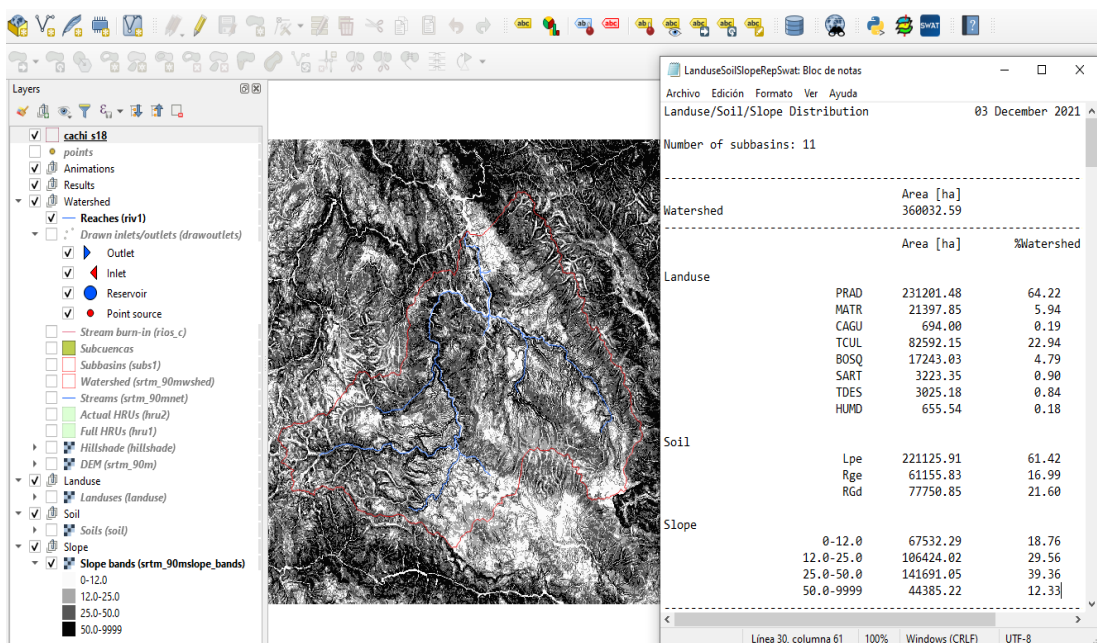 abc
ab
abc
ab
abc
abc
abc
abc
SWAT
?
Layers
cachi_s18
points
Animations
Results
Watershed
Reaches (riv1)
Drawn inlets/outlets (drawoutlets)
Outlet
Inlet
Reservoir
Point source
Stream burn-in (rios_c)
Subcuencas
Subbasins (subs1)
Watershed (srtm_90mwshed)
Streams (srtm_90mnet)
Actual HRUs (hru2)
Full HRUs (hru1)
Hillshade (hillshade)
DEM (srtm_90m)
Landuse
Landuses (landuse)
Soil
Soils (soil)
Slope
Slope bands (srtm_90mslope_bands)
0-12.0
12.0-25.0
25.0-50.0
50.0-9999
LanduseSoilSlopeRepSwat: Bloc de notas
Archivo Edición Formato Ver Ayuda
Landuse/Soil/Slope Distribution 03 December 2021
Number of subbasins: 11
---------------------------------------------------------
Area [ha]
Watershed 360032.59
---------------------------------------------------------
Area [ha] %Watershed
Landuse
PRAD 231201.48 64.22
MATR 21397.85 5.94
CAGU 694.00 0.19
TCUL 82592.15 22.94
BOSQ 17243.03 4.79
SART 3223.35 0.90
TDES 3025.18 0.84
HUMD 655.54 0.18
Soil
Lpe 221125.91 61.42
Rge 61155.83 16.99
RGd 77750.85 21.60
Slope
0-12.0 67532.29 18.76
12.0-25.0 106424.02 29.56
25.0-50.0 141691.05 39.36
50.0-9999 44385.22 12.33
---------------------------------------------------------
Línea 30, columna 61 100% Windows (CRLF) UTF-8